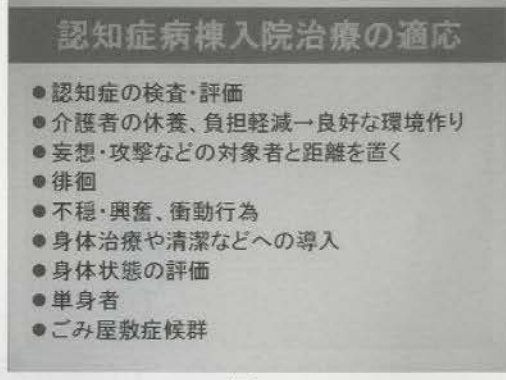 認知症病棟入院治療の適応
●認知症の検査・評価
●介護者の休養、負担軽減→良好な環境作り
●妄想・攻撃などの対象者と距離を置く
●徘徊
●不穏・興奮、衝動行為
●身体治療や清潔などへの導入
●身体状態の評価
●単身者
●ごみ屋敷症候群